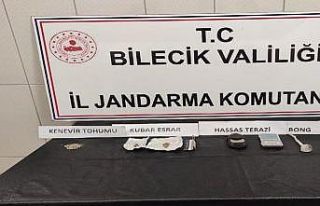 T.C
BİLECİK VALİLİĞİ
İL JANDARMA KOMUTAN
KENEVİR TOHUMU KUBAR ESRAR HASSAS TERAZİ BONG